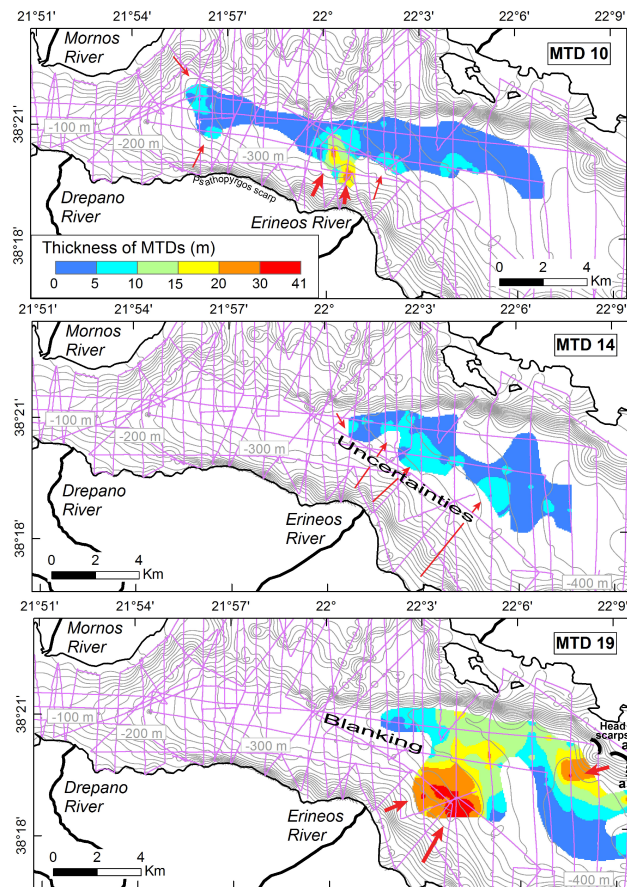 21°51' 21°54' 21°57' 22° 22°3' 22°6' 22°9'
Mornos
River
MTD 10
38°21'
-100 m
-200 m
-300 m
Psathopyrgos scarp
Drepano
River
Erineos River
38°18'
Thickness of MTDs (m)
0 5 10 15 20 30 41
0 2 4
Km
21°51' 21°54' 21°57' 22° 22°3' 22°6' 22°9'
Mornos
River
MTD 14
38°21'
-100 m
-200 m
-300 m
Uncertainties
Drepano
River
Erineos
River
38°18'
0 2 4
Km
-400 m
21°51' 21°54' 21°57' 22° 22°3' 22°6' 22°9
Mornos
River
MTD 19
38°21'
-100 m
-200 m
-300 m
Blanking
Head
scarps
a
a
Drepano
River
Erineos
River
38°18'
0 2 4
Km
-400 m